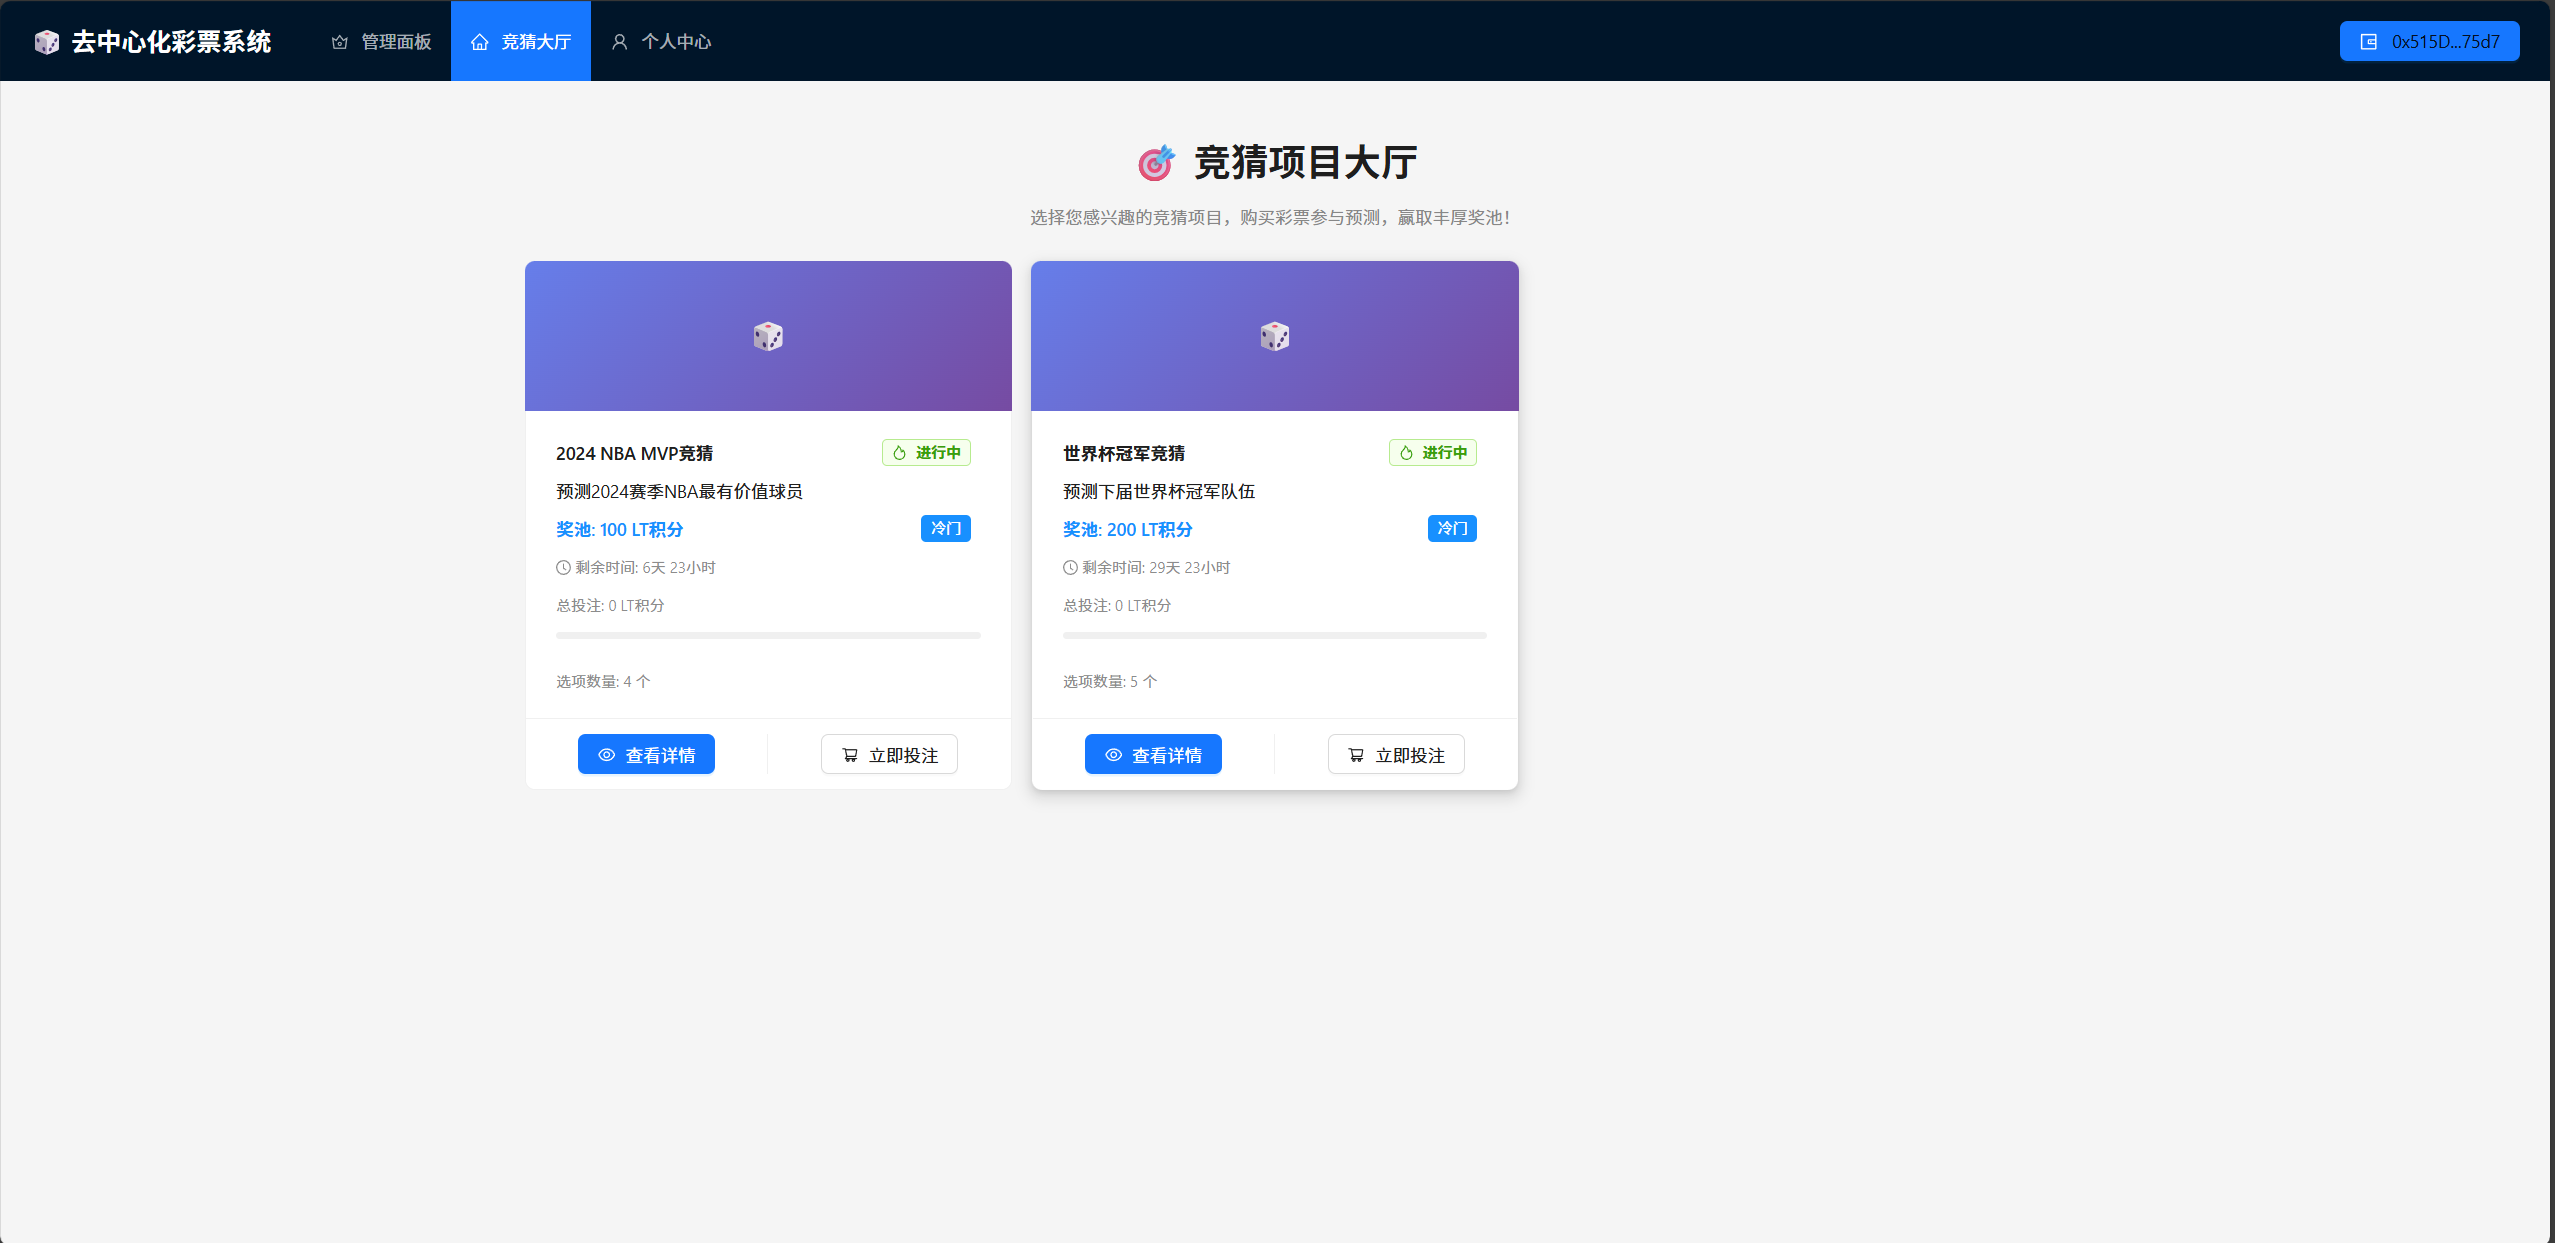 去中心化彩票系统 管理面板 竞猜大厅 个人中心 0x515D...75d7
竞猜项目大厅
选择您感兴趣的竞猜项目，购买彩票参与预测，赢取丰厚奖池！
2024 NBA MVP竞猜 进行中
预测2024赛季NBA最有价值球员
奖池: 100 LT积分 冷门
剩余时间: 6天 23小时
总投注: 0 LT积分
选项数量: 4 个
查看详情 立即投注
世界杯冠军竞猜 进行中
预测下届世界杯冠军队伍
奖池: 200 LT积分 冷门
剩余时间: 29天 23小时
总投注: 0 LT积分
选项数量: 5 个
查看详情 立即投注